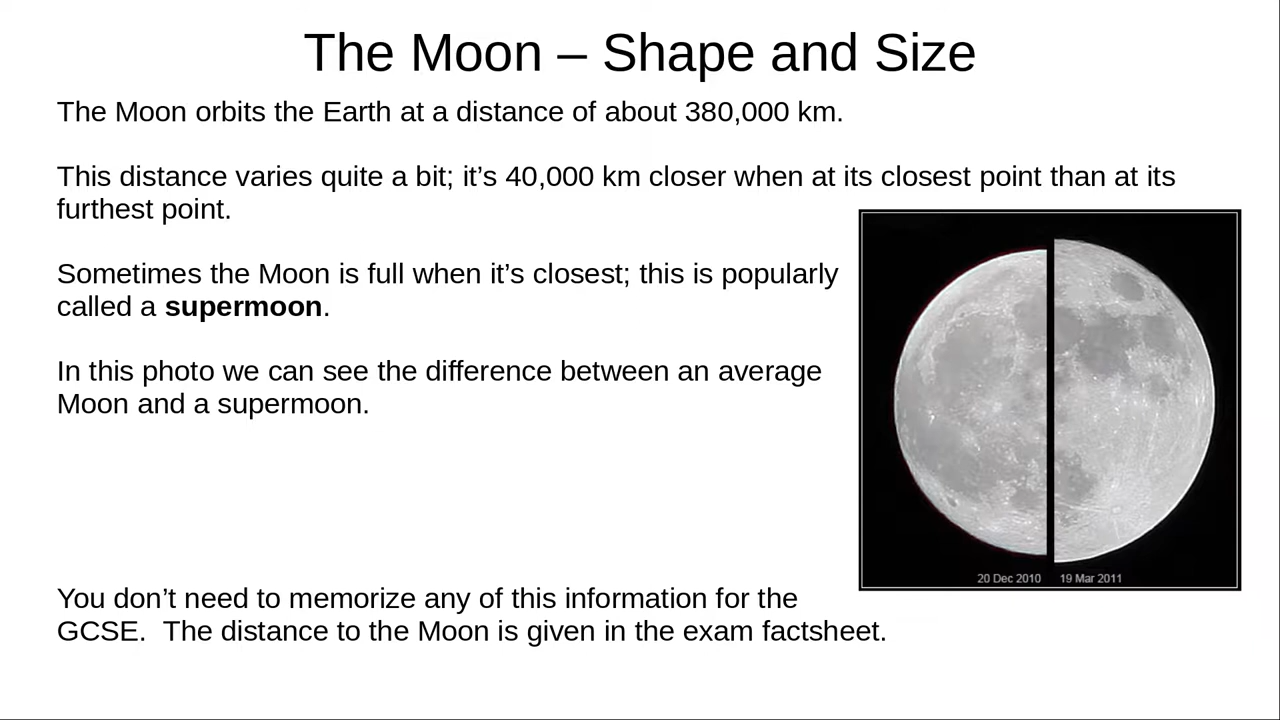 The Moon – Shape and Size
The Moon orbits the Earth at a distance of about 380,000 km.
This distance varies quite a bit; it’s 40,000 km closer when at its closest point than at its
furthest point.
Sometimes the Moon is full when it’s closest; this is popularly
called a supermoon.
In this photo we can see the difference between an average
Moon and a supermoon.
20 Dec 2010 19 Mar 2011
You don’t need to memorize any of this information for the
GCSE.  The distance to the Moon is given in the exam factsheet.